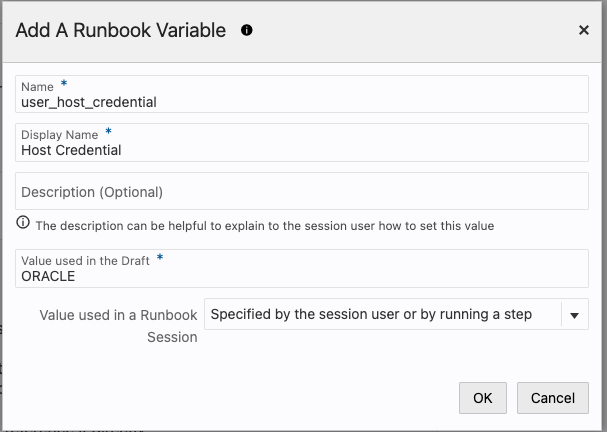 Add A Runbook Variable
Name *
user_host_credential
Display Name *
Host Credential
Description (Optional)
The description can be helpful to explain to the session user how to set this value
Value used in the Draft *
ORACLE
Value used in a Runbook
Session
Specified by the session user or by running a step
OK
Cancel